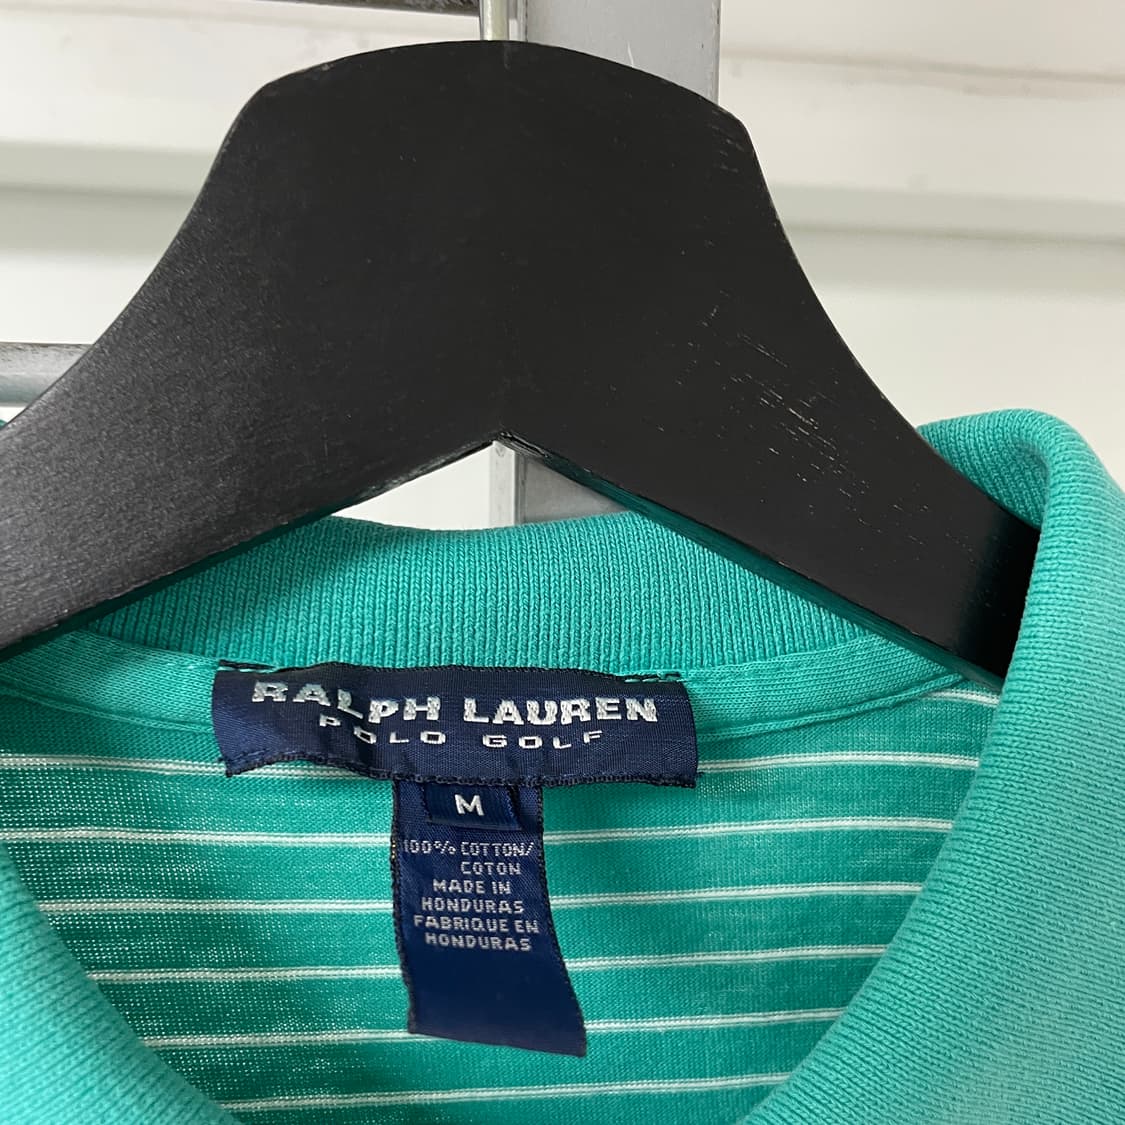 RALPH LAUREN
POLO GOLF
M
100% COTTON/
COTON
MADE IN
HONDURAS
FABRIQUE EN
HONDURAS